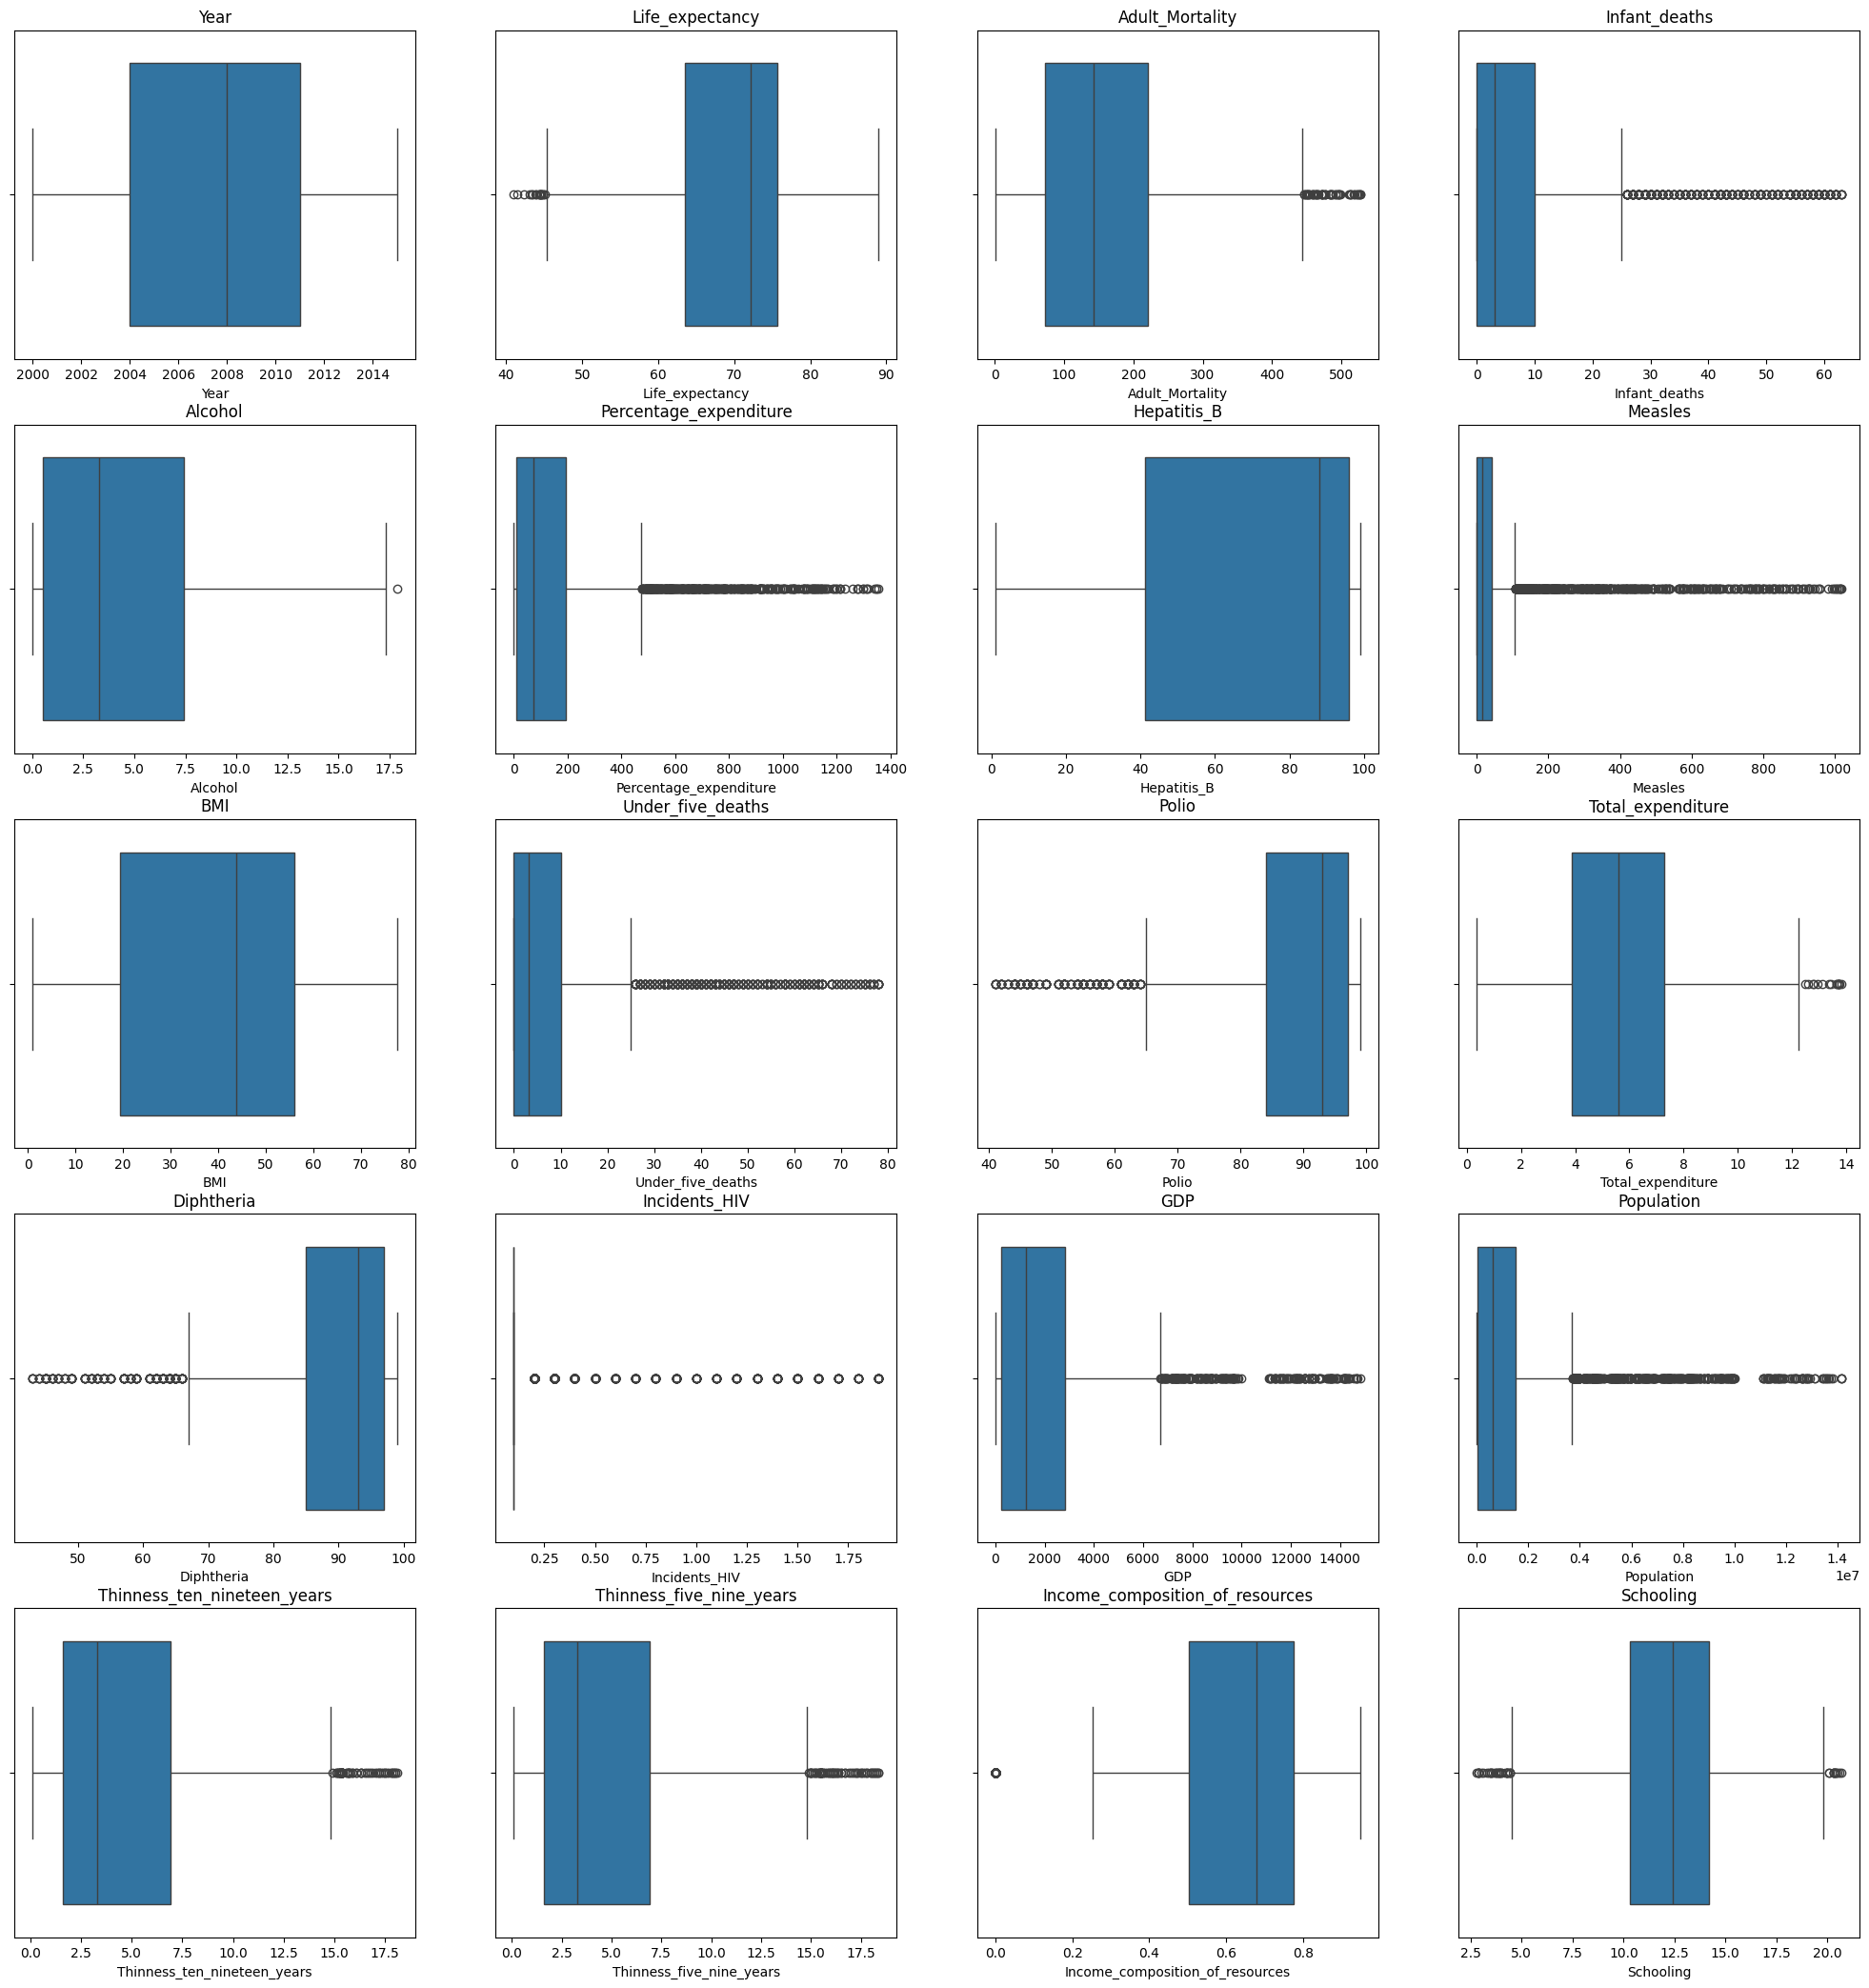 Year Life_expectancy Adult_Mortality Infant_deaths
2000 2002 2004 2006 2008 2010 2012 2014 40 50 60 70 80 90 0 100 200 300 400 500 0 10 20 30 40 50 60
Year Life_expectancy Adult_Mortality Infant_deaths
Alcohol Percentage_expenditure Hepatitis_B Measles
0.0 2.5 5.0 7.5 10.0 12.5 15.0 17.5 0 200 400 600 800 1000 1200 1400 0 20 40 60 80 100 0 200 400 600 800 1000
Alcohol Percentage_expenditure Hepatitis_B Measles
BMI Under_five_deaths Polio Total_expenditure
0 10 20 30 40 50 60 70 80 0 10 20 30 40 50 60 70 80 40 50 60 70 80 90 100 0 2 4 6 8 10 12 14
BMI Under_five_deaths Polio Total_expenditure
Diphtheria Incidents_HIV GDP Population
50 60 70 80 90 100 0.25 0.50 0.75 1.00 1.25 1.50 1.75 0 2000 4000 6000 8000 10000 12000 14000 0.0 0.2 0.4 0.6 0.8 1.0 1.2 1.4
Diphtheria Incidents_HIV GDP Population 1e7
Thinness_ten_nineteen_years Thinness_five_nine_years Income_composition_of_resources Schooling
0.0 2.5 5.0 7.5 10.0 12.5 15.0 17.5 0.0 2.5 5.0 7.5 10.0 12.5 15.0 17.5 0.0 0.2 0.4 0.6 0.8 2.5 5.0 7.5 10.0 12.5 15.0 17.5 20.0
Thinness_ten_nineteen_years Thinness_five_nine_years Income_composition_of_resources Schooling